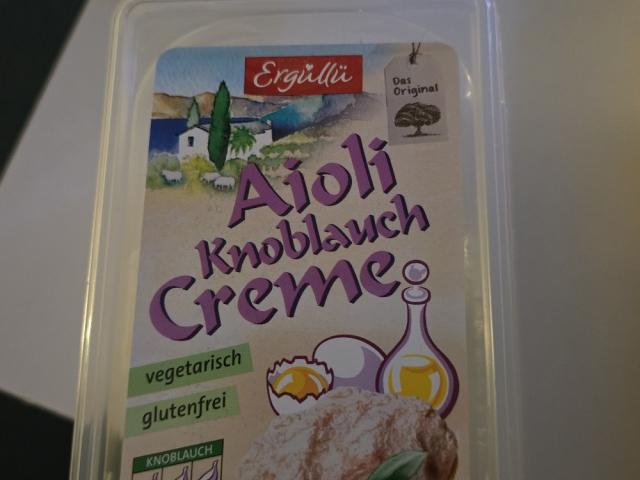 Ergüllü
Das
Original
Aioli
Knoblauch
Creme
vegetarisch
glutenfrei
KNOBLAUCH